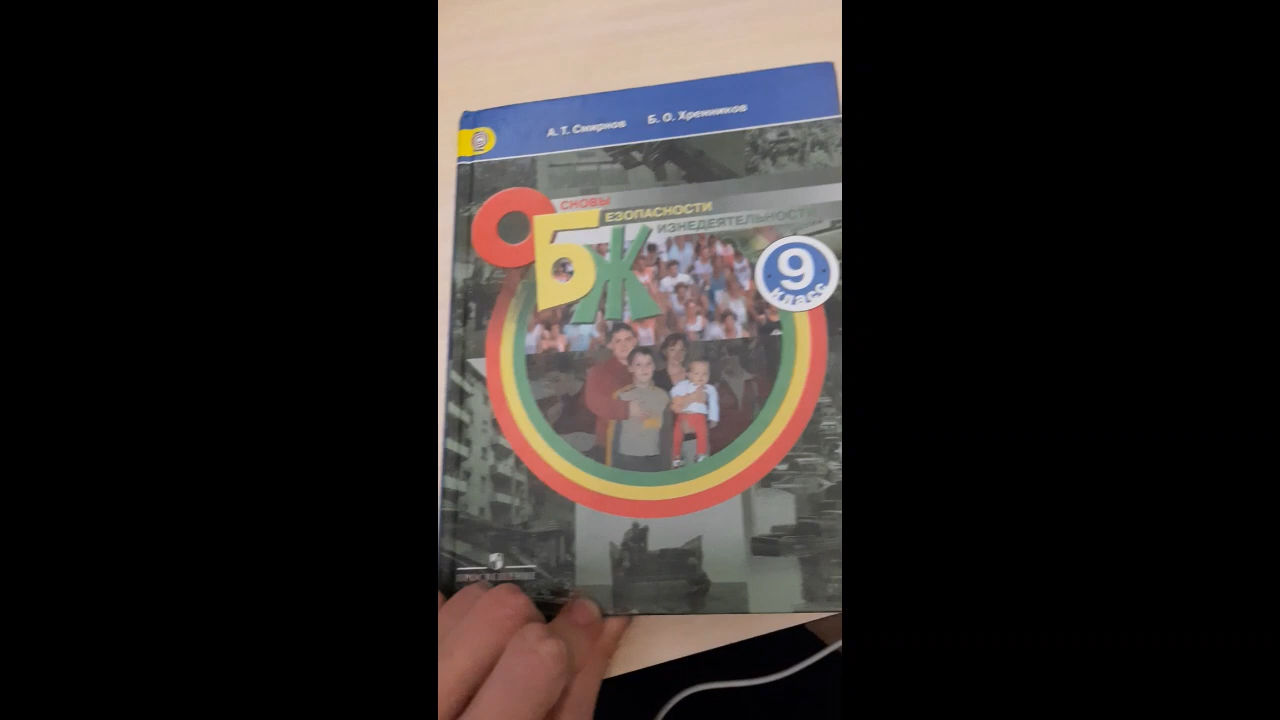 А. Т. Смирнов Б. О. Хренников
ОСНОВЫ
БЕЗОПАСНОСТИ
ЖИЗНЕДЕЯТЕЛЬНОСТИ
9
класс
ПРОСВЕЩЕНИЕ